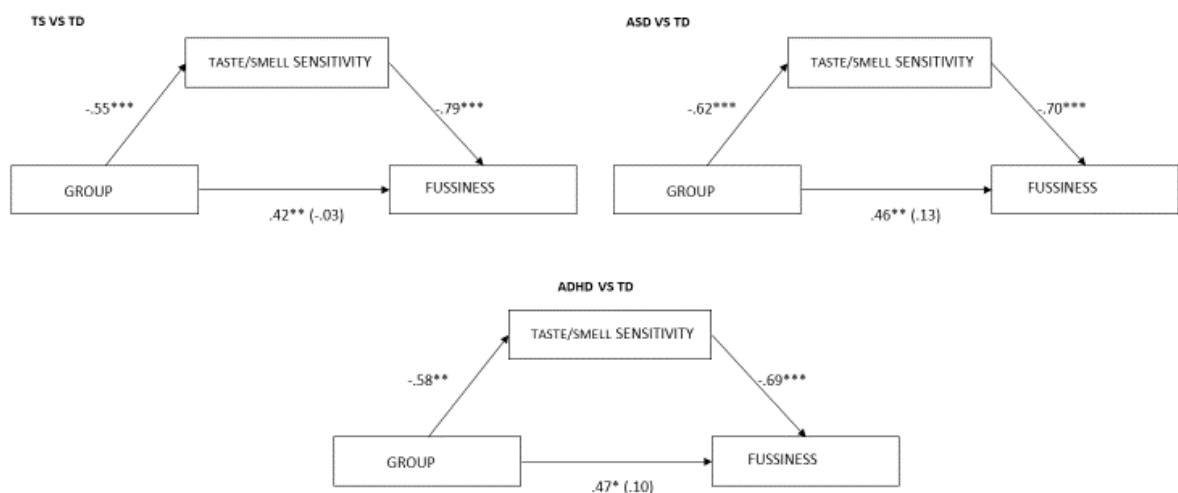 TS VS TD
TASTE/SMELL SENSITIVITY
-.55***
-.79***
GROUP
FUSSINESS
.42** (-.03)
ASD VS TD
TASTE/SMELL SENSITIVITY
-.62***
-.70***
GROUP
FUSSINESS
.46** (.13)
ADHD VS TD
TASTE/SMELL SENSITIVITY
-.58**
-.69***
GROUP
FUSSINESS
.47* (.10)